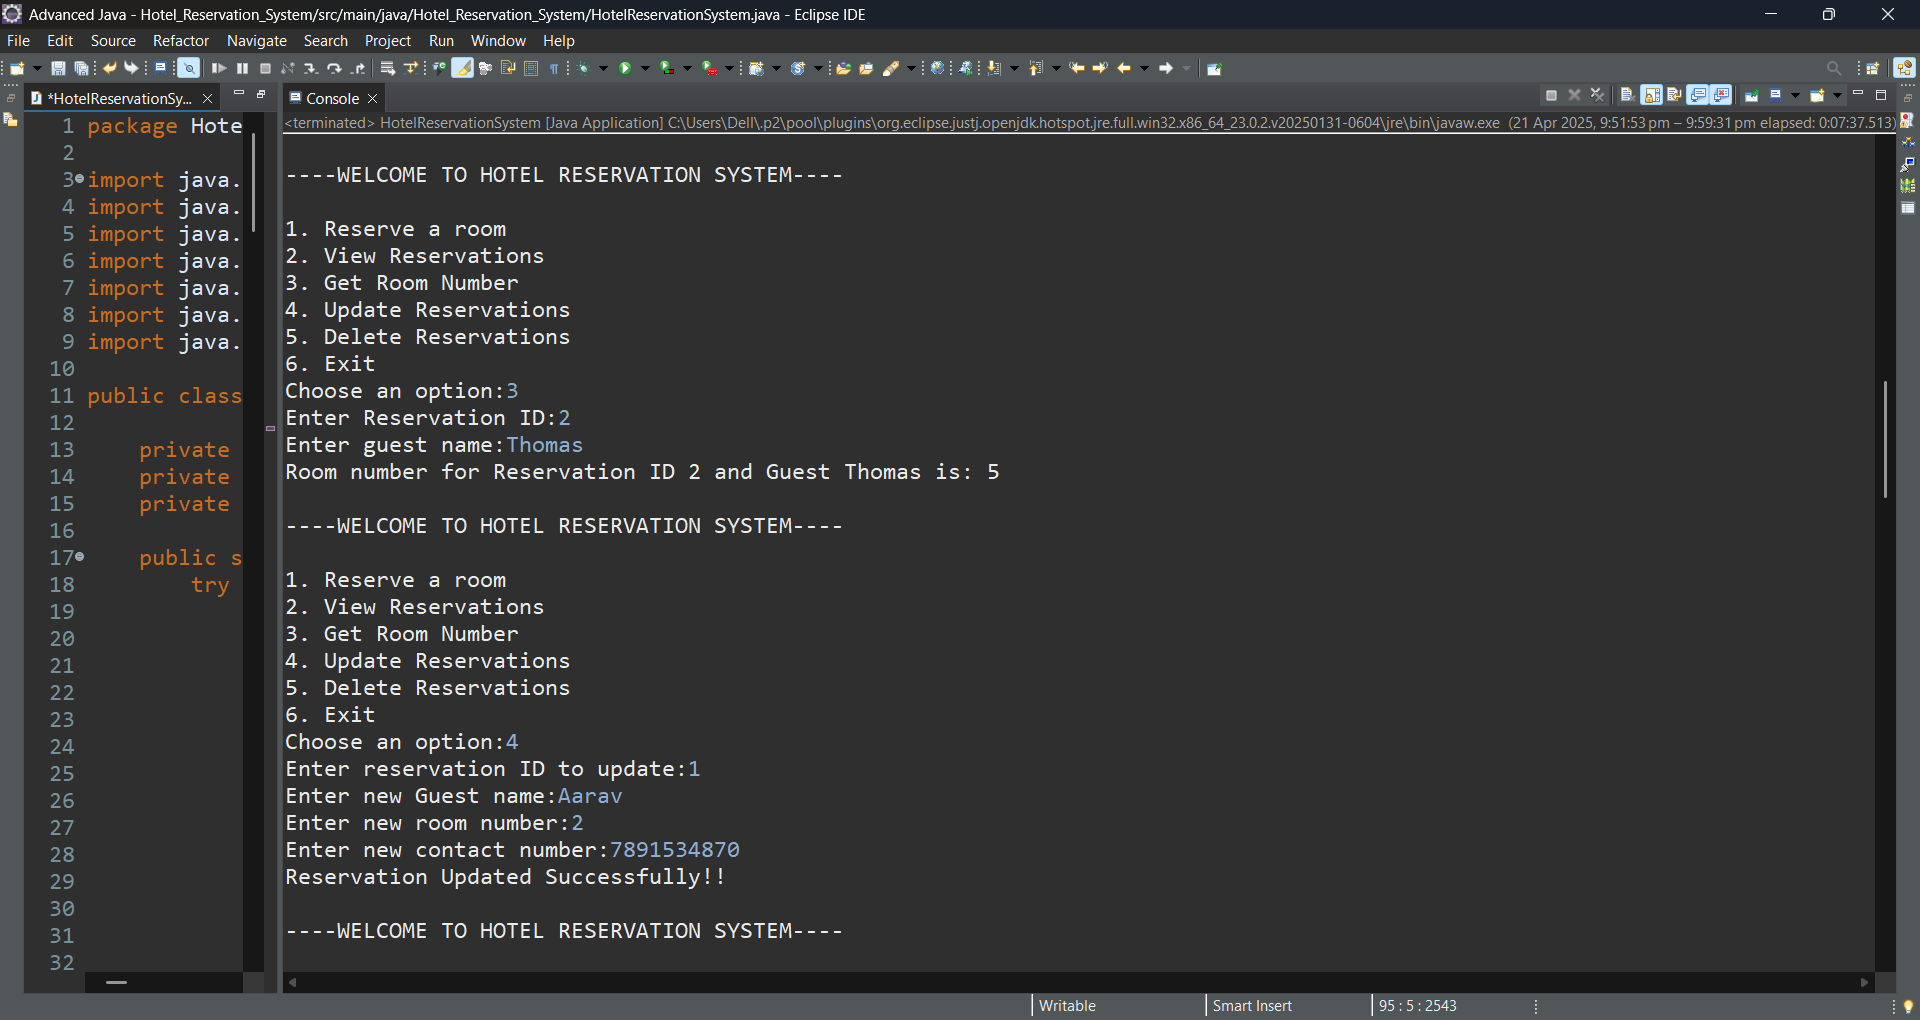 Advanced Java - Hotel_Reservation_System/src/main/java/Hotel_Reservation_System/HotelReservationSystem.java - Eclipse IDE
File Edit Source Refactor Navigate Search Project Run Window Help
*HotelReservationSy...
1 package Hote
2
3 import java.
4 import java.
5 import java.
6 import java.
7 import java.
8 import java.
9 import java.
10
11 public class
12
13 private
14 private
15 private
16
17 public s
18 try
19
20
21
22
23
24
25
26
27
28
29
30
31
32
Console
<terminated> HotelReservationSystem [Java Application] C:\Users\Dell\.p2\pool\plugins\org.eclipse.justj.openjdk.hotspot.jre.full.win32.x86_64_23.0.2.v20250131-0604\jre\bin\javaw.exe (21 Apr 2025, 9:51:53 pm – 9:59:31 pm elapsed: 0:07:37.513)
----WELCOME TO HOTEL RESERVATION SYSTEM----
1. Reserve a room
2. View Reservations
3. Get Room Number
4. Update Reservations
5. Delete Reservations
6. Exit
Choose an option:3
Enter Reservation ID:2
Enter guest name:Thomas
Room number for Reservation ID 2 and Guest Thomas is: 5
----WELCOME TO HOTEL RESERVATION SYSTEM----
1. Reserve a room
2. View Reservations
3. Get Room Number
4. Update Reservations
5. Delete Reservations
6. Exit
Choose an option:4
Enter reservation ID to update:1
Enter new Guest name:Aarav
Enter new room number:2
Enter new contact number:7891534870
Reservation Updated Successfully!!
----WELCOME TO HOTEL RESERVATION SYSTEM----
Writable Smart Insert 95 : 5 : 2543